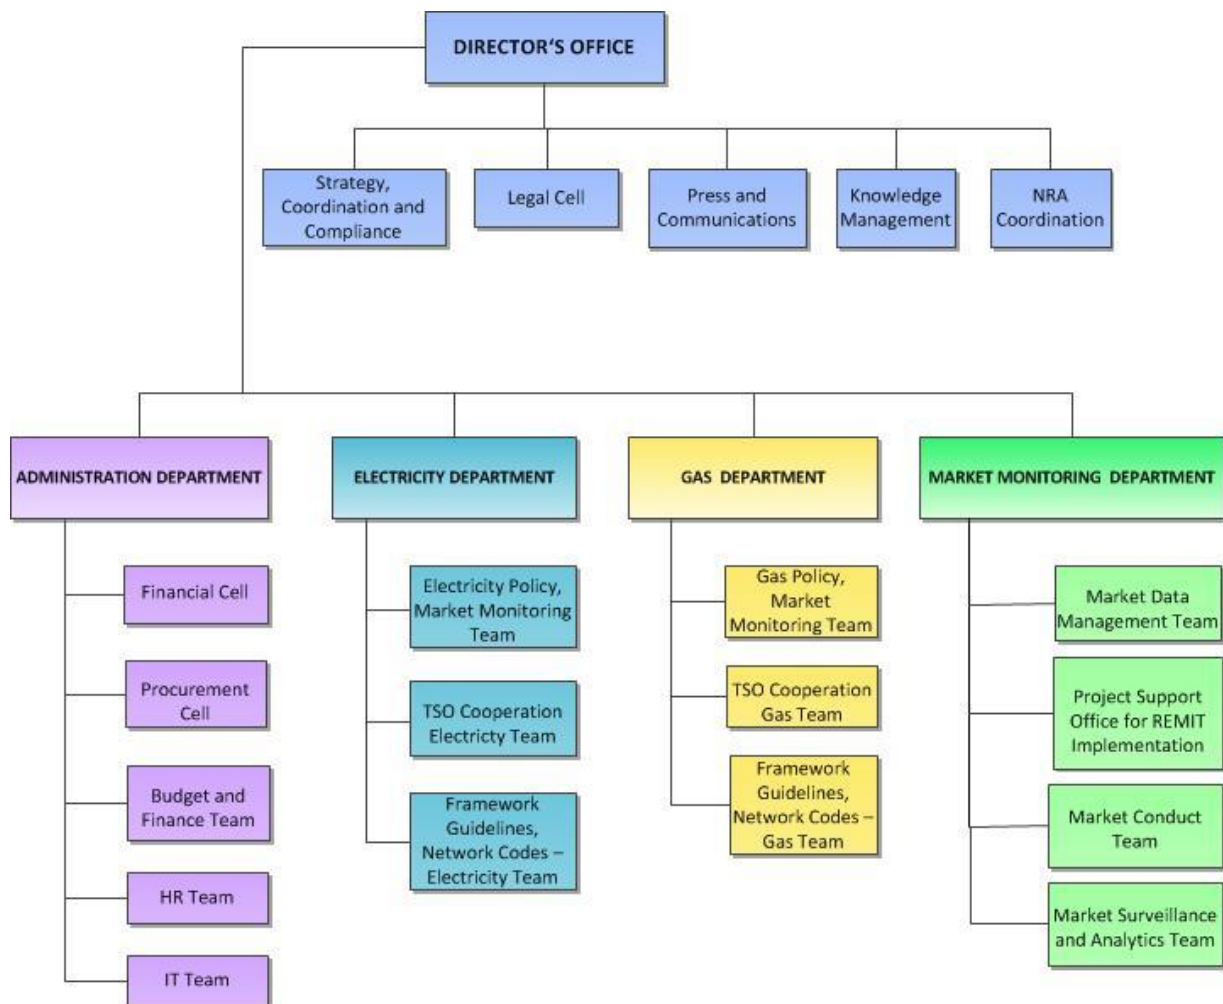 DIRECTOR'S OFFICE
Strategy,
Coordination and
Compliance
Legal Cell
Press and
Communications
Knowledge
Management
NRA
Coordination
ADMINISTRATION DEPARTMENT
Financial Cell
Procurement
Cell
Budget and
Finance Team
HR Team
IT Team
ELECTRICITY DEPARTMENT
Electricity Policy,
Market Monitoring
Team
TSO Cooperation
Electricty Team
Framework
Guidelines,
Network Codes –
Electricity Team
GAS DEPARTMENT
Gas Policy,
Market
Monitoring Team
TSO Cooperation
Gas Team
Framework
Guidelines,
Network Codes –
Gas Team
MARKET MONITORING DEPARTMENT
Market Data
Management Team
Project Support
Office for REMIT
Implementation
Market Conduct
Team
Market Surveillance
and Analytics Team